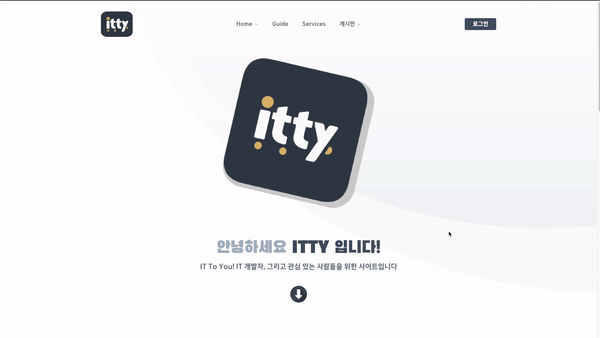 itty
Home
Guide
Services
게시판
로그인
itty
안녕하세요 ITTY 입니다!
IT To You! IT 개발자, 그리고 관심 있는 사람들을 위한 사이트입니다